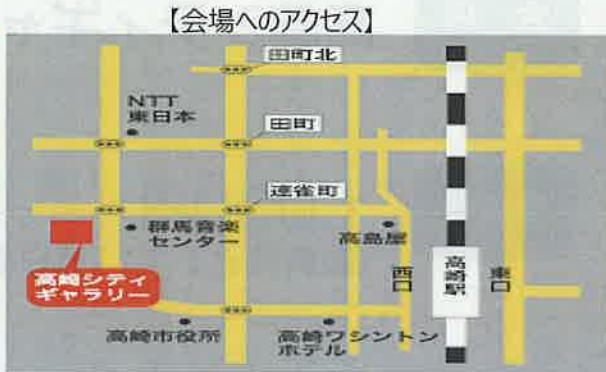 【会場へのアクセス】
田町北
NTT
東日本
田町
連雀町
群馬音楽
センター
高島屋
高崎シティ
ギャラリー
西口
高崎駅
東口
高崎市役所
高崎ワシントン
ホテル